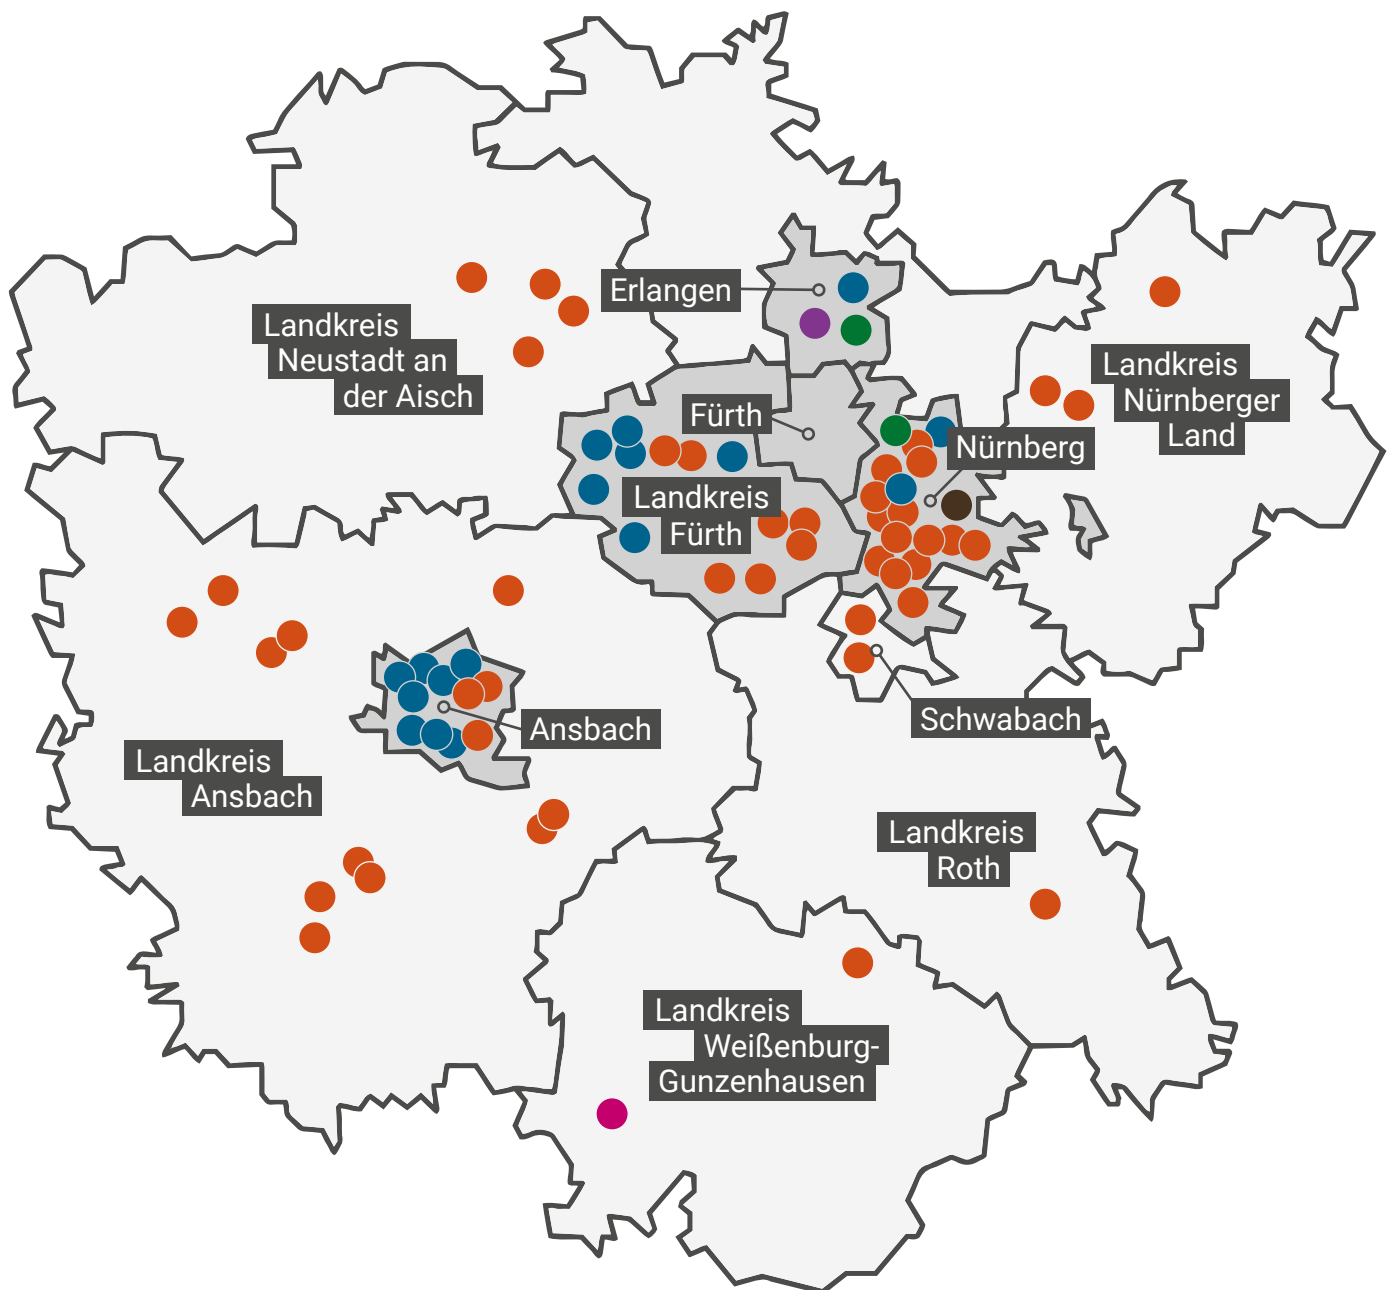 Erlangen
Landkreis
Neustadt an
der Aisch
Landkreis
Nürnberger
Land
Fürth
Nürnberg
Landkreis
Fürth
Schwabach
Ansbach
Landkreis
Ansbach
Landkreis
Roth
Landkreis
Weißenburg-
Gunzenhausen